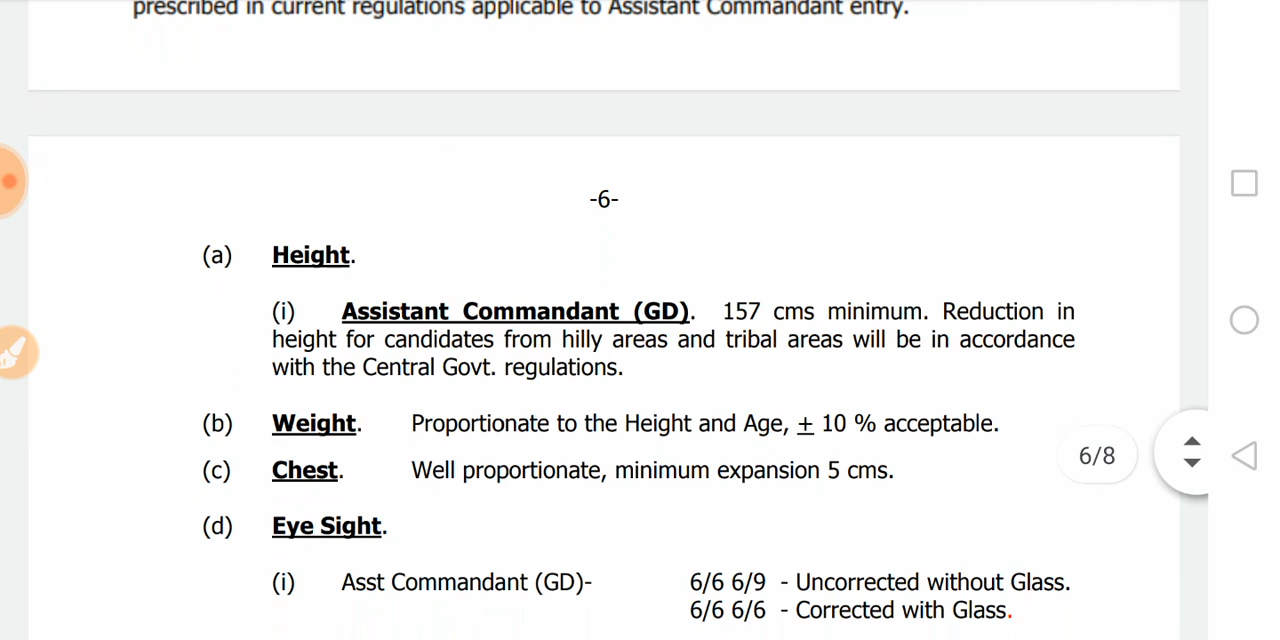 prescribed in current regulations applicable to Assistant Commandant entry.
-6-
(a) Height.
(i) Assistant Commandant (GD). 157 cms minimum. Reduction in
height for candidates from hilly areas and tribal areas will be in accordance
with the Central Govt. regulations.
(b) Weight. Proportionate to the Height and Age, ± 10 % acceptable.
(c) Chest. Well proportionate, minimum expansion 5 cms.
6/8
(d) Eye Sight.
(i) Asst Commandant (GD)- 6/6 6/9 - Uncorrected without Glass.
6/6 6/6 - Corrected with Glass.